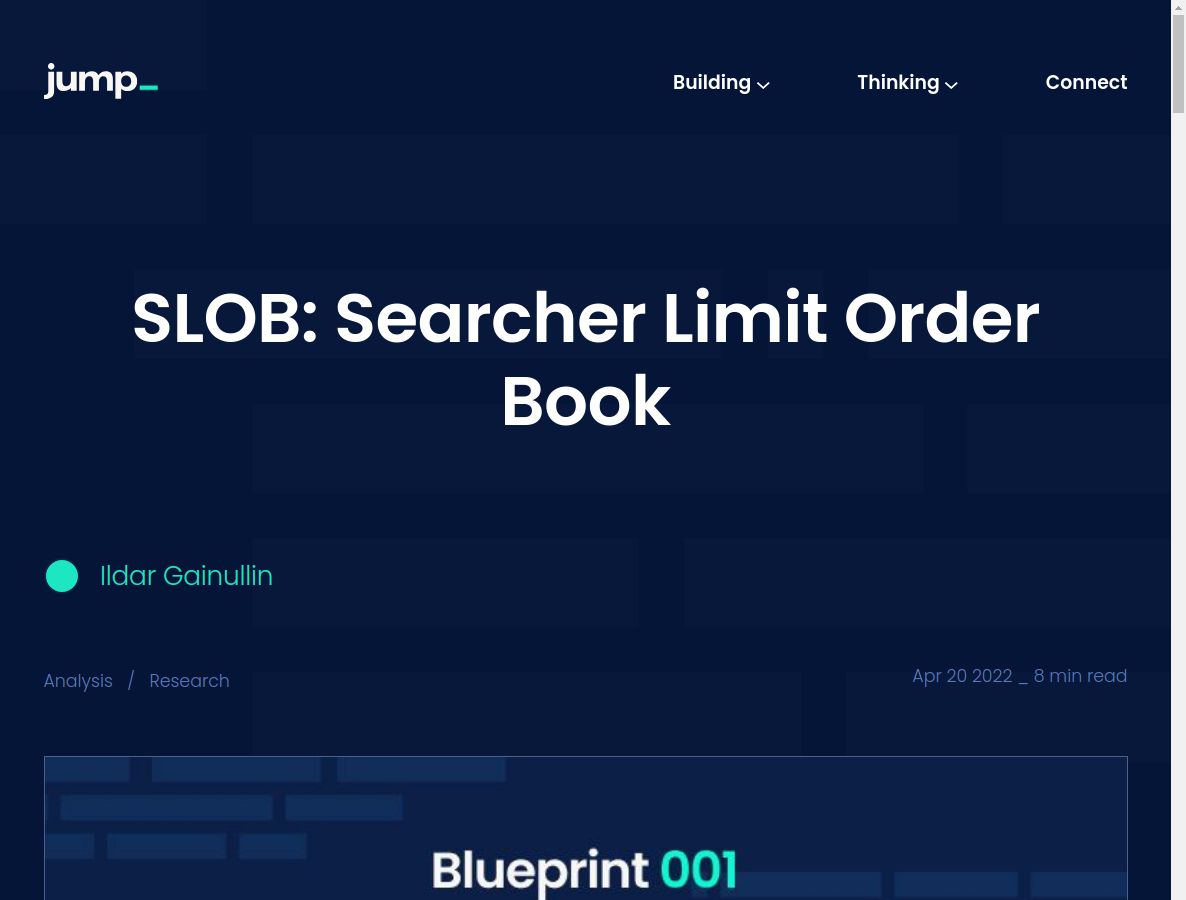 jump_
Building
Thinking
Connect
SLOB: Searcher Limit Order
Book
Ildar Gainullin
Analysis / Research
Apr 20 2022 _ 8 min read
Blueprint 001